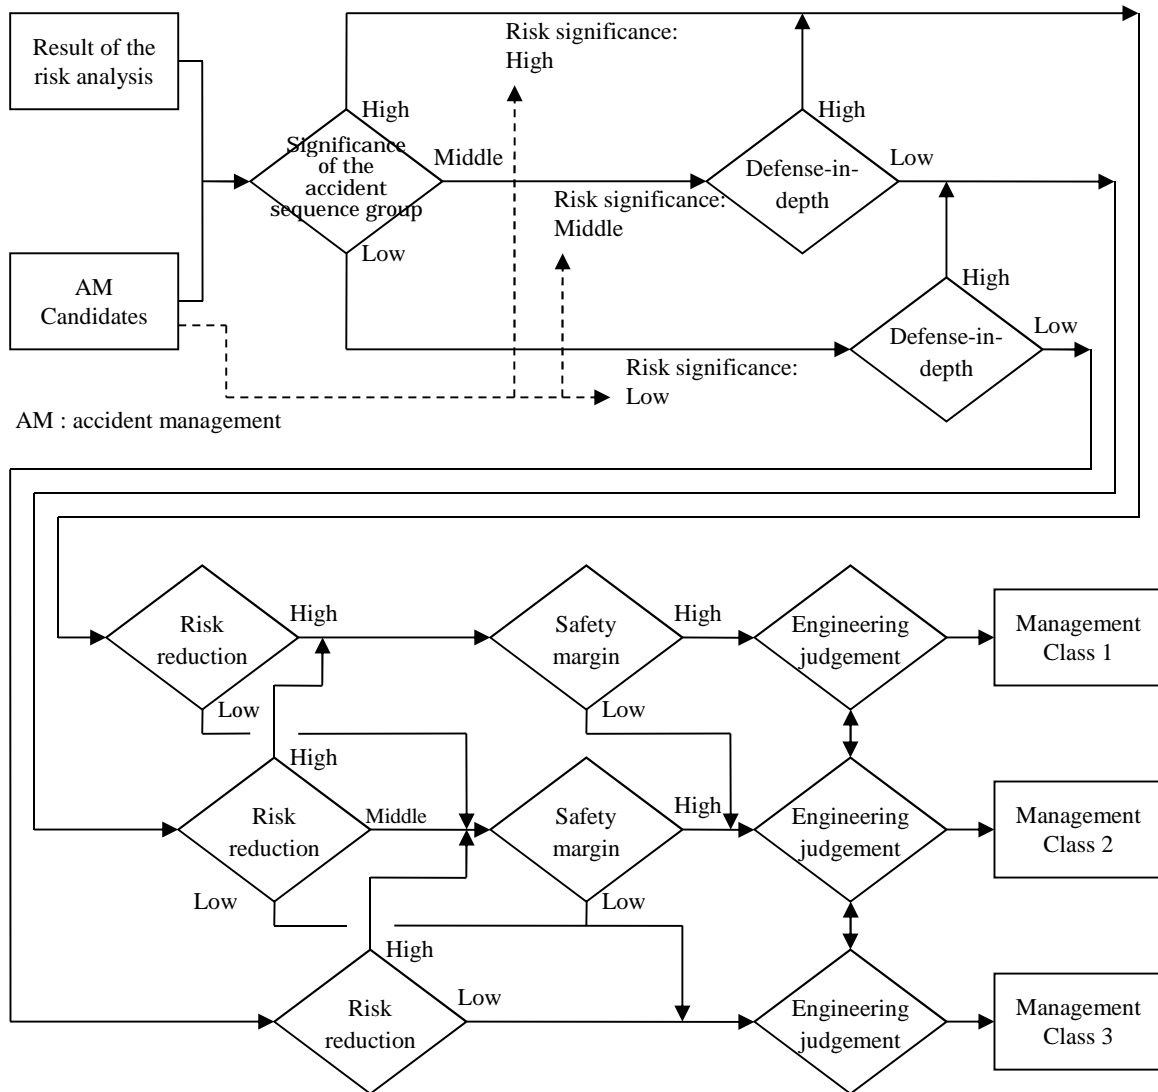 Result of the
risk analysis
Risk significance:
High
High
Significance
of the
accident
sequence group
Middle
High
Low
Defense-in-
depth
Risk significance:
Middle
Low
AM
Candidates
High
Low
Defense-in-
depth
Risk significance:
Low
AM : accident management
High
Risk
reduction
Low
Safety
margin
High
Low
Engineering
judgement
Management
Class 1
High
Risk
reduction
Middle
Low
Safety
margin
High
Low
Engineering
judgement
Management
Class 2
High
Risk
reduction
Low
Engineering
judgement
Management
Class 3